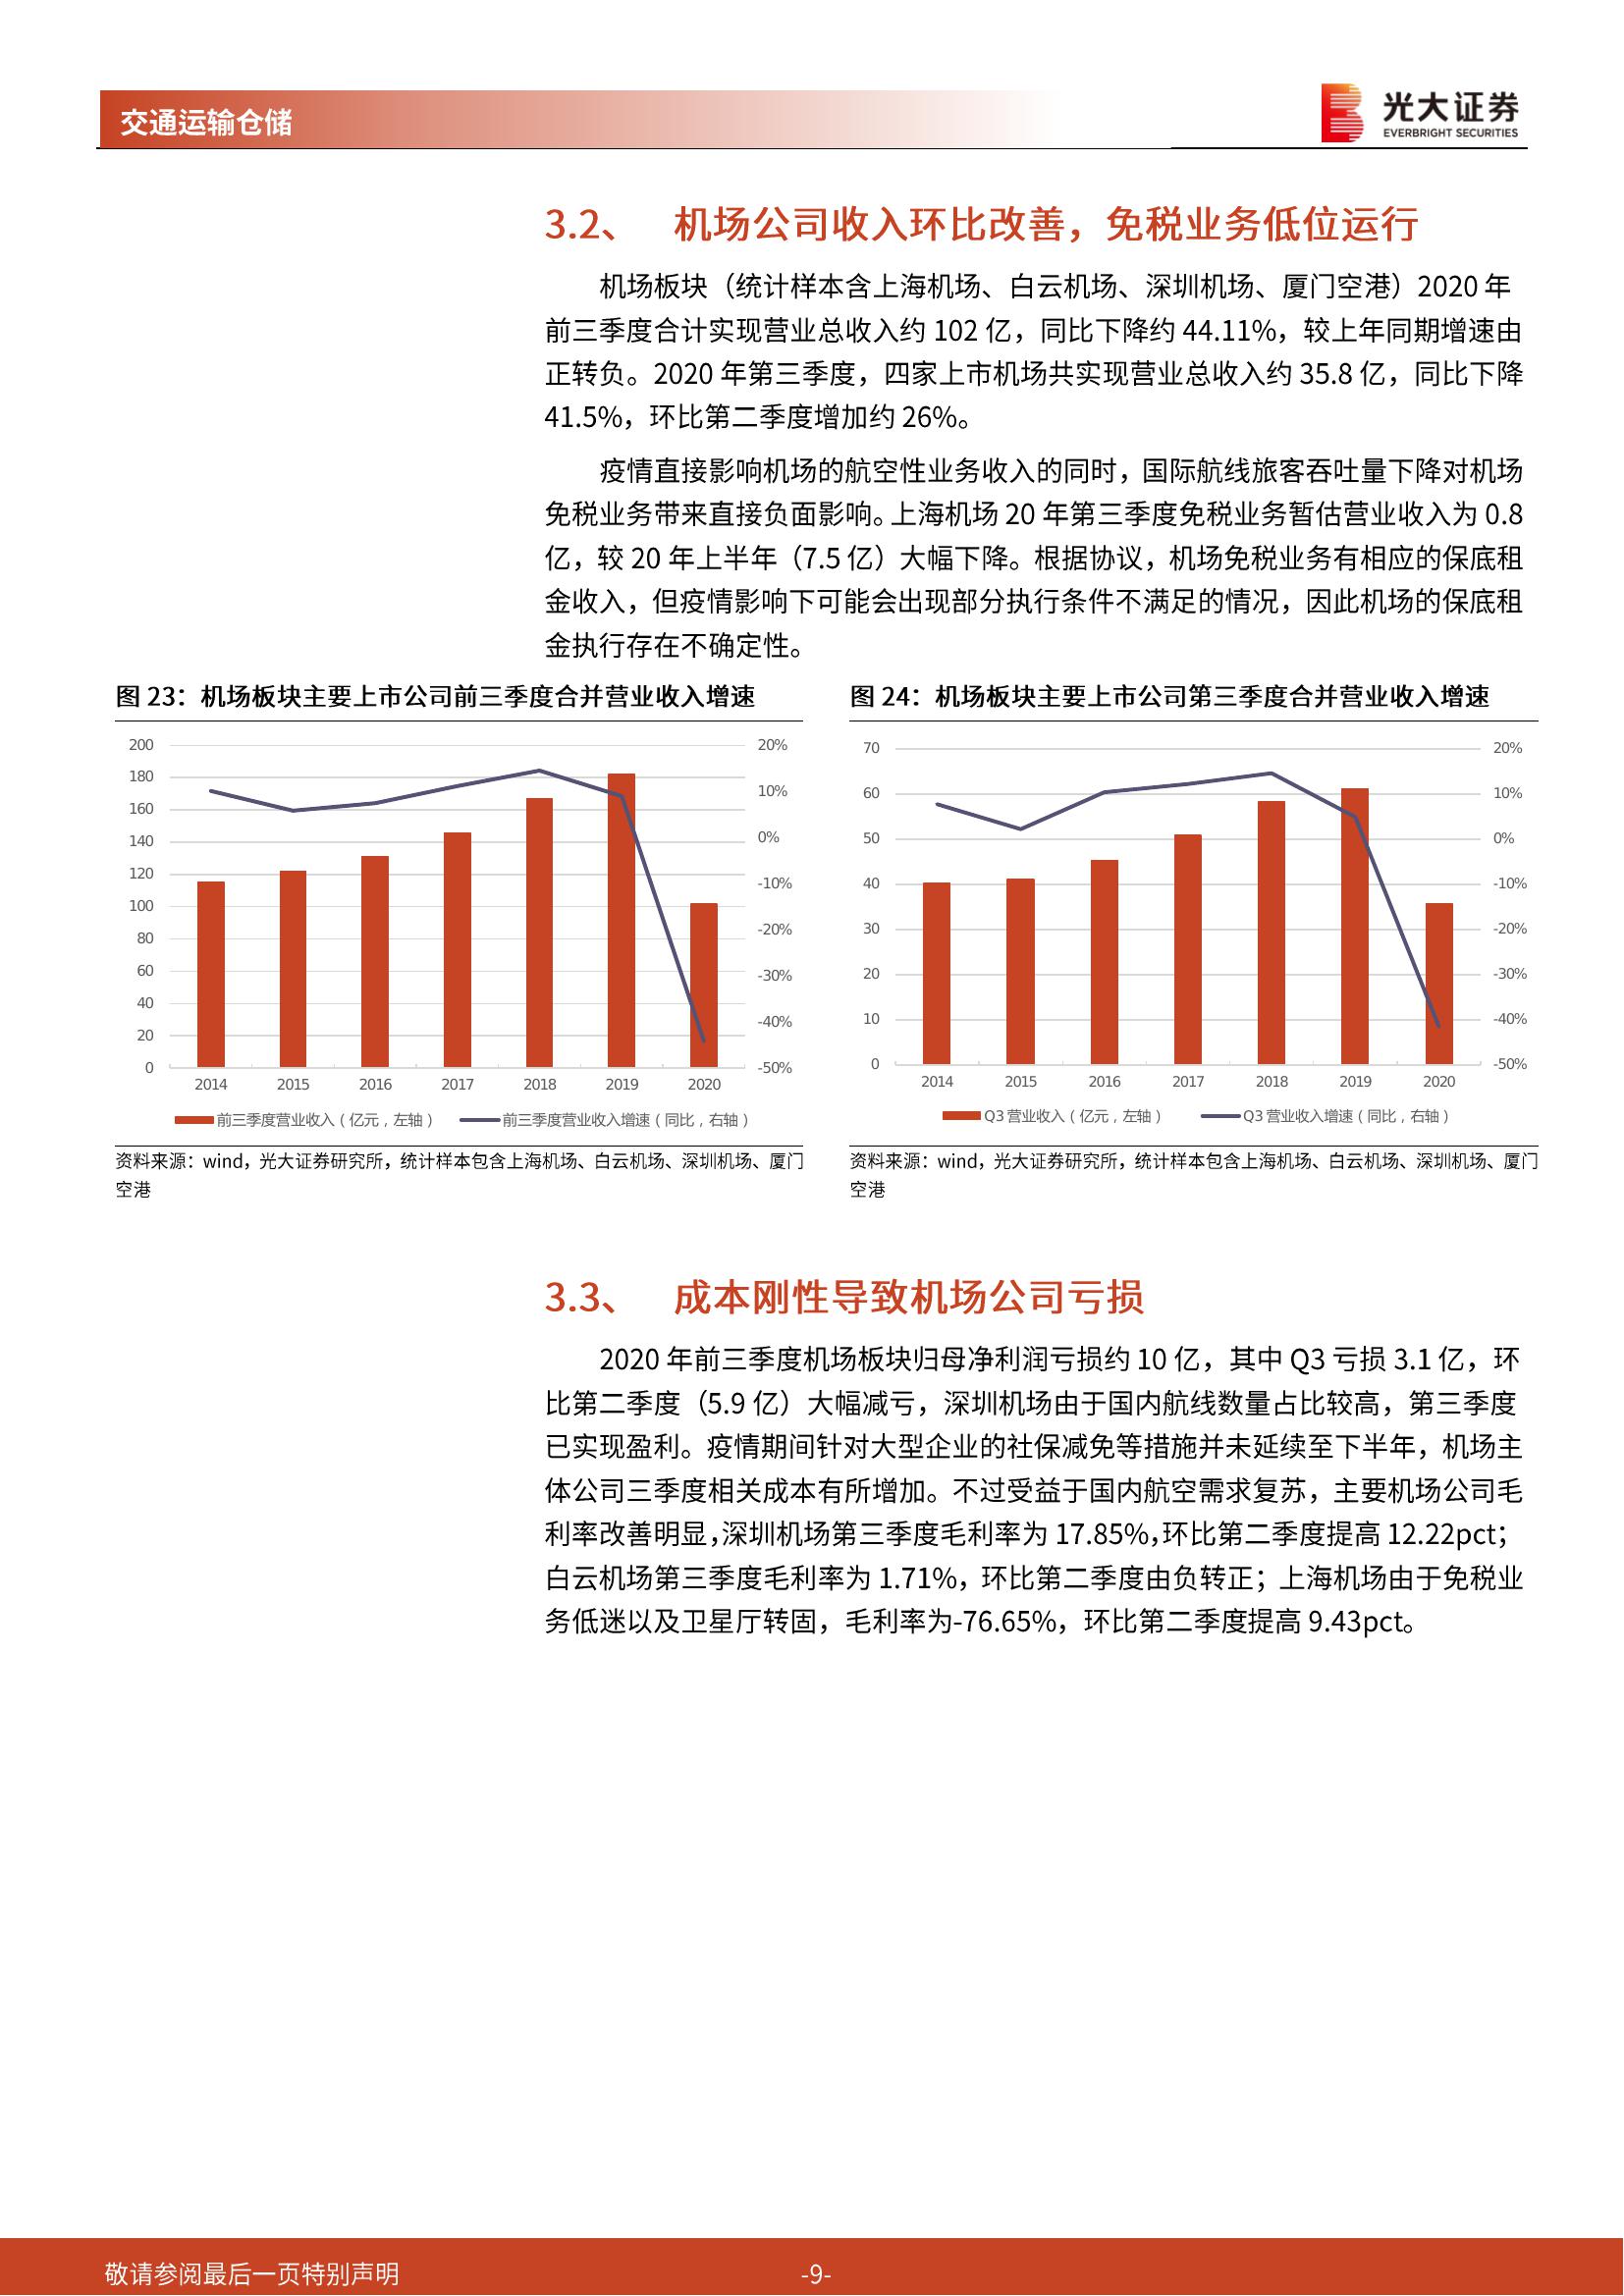 交通运输仓储
光大证券
EVERBRIGHT SECURITIES
3.2、 机场公司收入环比改善，免税业务低位运行
机场板块（统计样本含上海机场、白云机场、深圳机场、厦门空港）2020 年
前三季度合计实现营业总收入约 102 亿，同比下降约 44.11%，较上年同期增速由
正转负。2020 年第三季度，四家上市机场共实现营业总收入约 35.8 亿，同比下降
41.5%，环比第二季度增加约 26%。
疫情直接影响机场的航空性业务收入的同时，国际航线旅客吞吐量下降对机场
免税业务带来直接负面影响。上海机场 20 年第三季度免税业务暂估营业收入为 0.8
亿，较 20 年上半年（7.5 亿）大幅下降。根据协议，机场免税业务有相应的保底租
金收入，但疫情影响下可能会出现部分执行条件不满足的情况，因此机场的保底租
金执行存在不确定性。
图 23：机场板块主要上市公司前三季度合并营业收入增速
200
180
160
140
120
100
80
60
40
20
0
20%
10%
0%
-10%
-20%
-30%
-40%
-50%
2014 2015 2016 2017 2018 2019 2020
前三季度营业收入（亿元，左轴） 前三季度营业收入增速（同比，右轴）
资料来源：wind，光大证券研究所，统计样本包含上海机场、白云机场、深圳机场、厦门
空港
图 24：机场板块主要上市公司第三季度合并营业收入增速
70
60
50
40
30
20
10
0
20%
10%
0%
-10%
-20%
-30%
-40%
-50%
2014 2015 2016 2017 2018 2019 2020
Q3 营业收入（亿元，左轴） Q3 营业收入增速（同比，右轴）
资料来源：wind，光大证券研究所，统计样本包含上海机场、白云机场、深圳机场、厦门
空港
3.3、 成本刚性导致机场公司亏损
2020 年前三季度机场板块归母净利润亏损约 10 亿，其中 Q3 亏损 3.1 亿，环
比第二季度（5.9 亿）大幅减亏，深圳机场由于国内航线数量占比较高，第三季度
已实现盈利。疫情期间针对大型企业的社保减免等措施并未延续至下半年，机场主
体公司三季度相关成本有所增加。不过受益于国内航空需求复苏，主要机场公司毛
利率改善明显，深圳机场第三季度毛利率为 17.85%，环比第二季度提高 12.22pct；
白云机场第三季度毛利率为 1.71%，环比第二季度由负转正；上海机场由于免税业
务低迷以及卫星厅转固，毛利率为-76.65%，环比第二季度提高 9.43pct。
敬请参阅最后一页特别声明
-9-